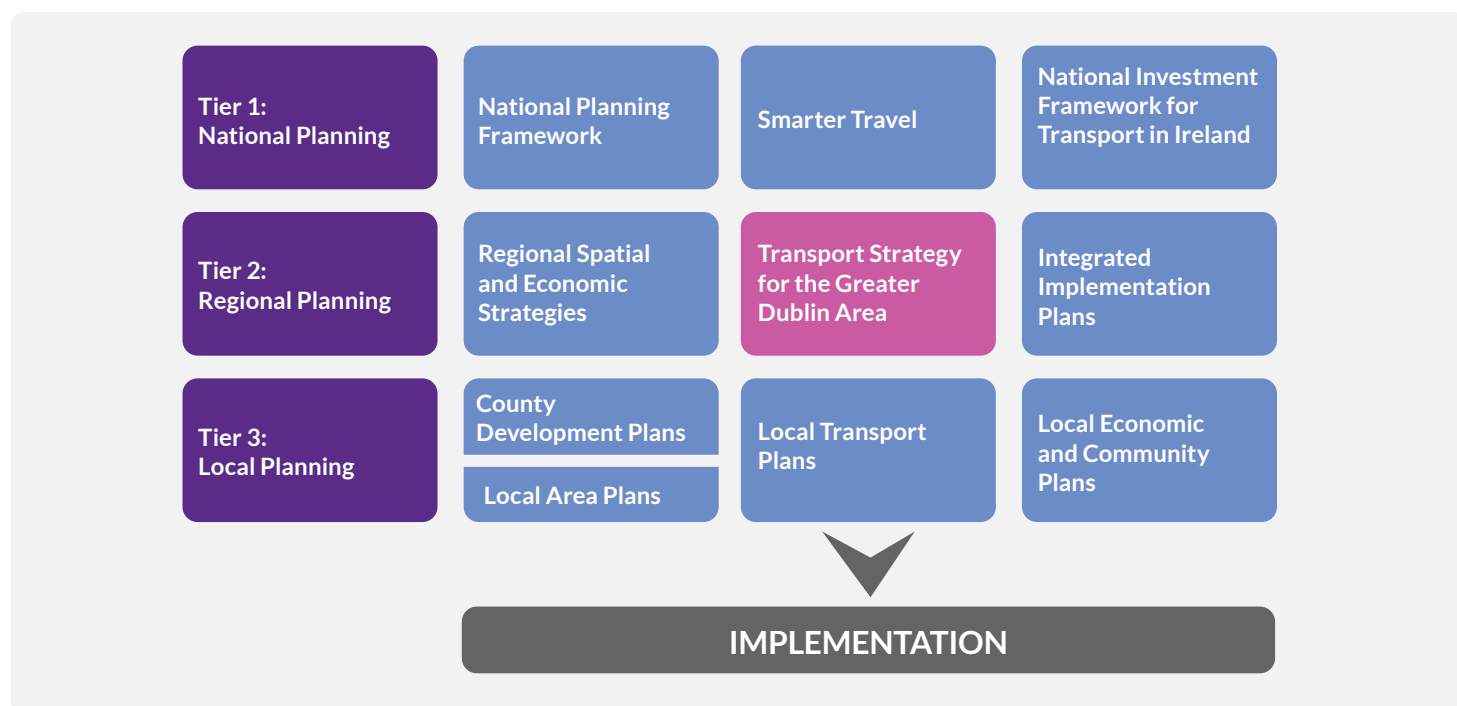 Tier 1:
National Planning
National Planning
Framework
Smarter Travel
National Investment
Framework for
Transport in Ireland
Tier 2:
Regional Planning
Regional Spatial
and Economic
Strategies
Transport Strategy
for the Greater
Dublin Area
Integrated
Implementation
Plans
Tier 3:
Local Planning
County
Development Plans
Local Area Plans
Local Transport
Plans
Local Economic
and Community
Plans
IMPLEMENTATION